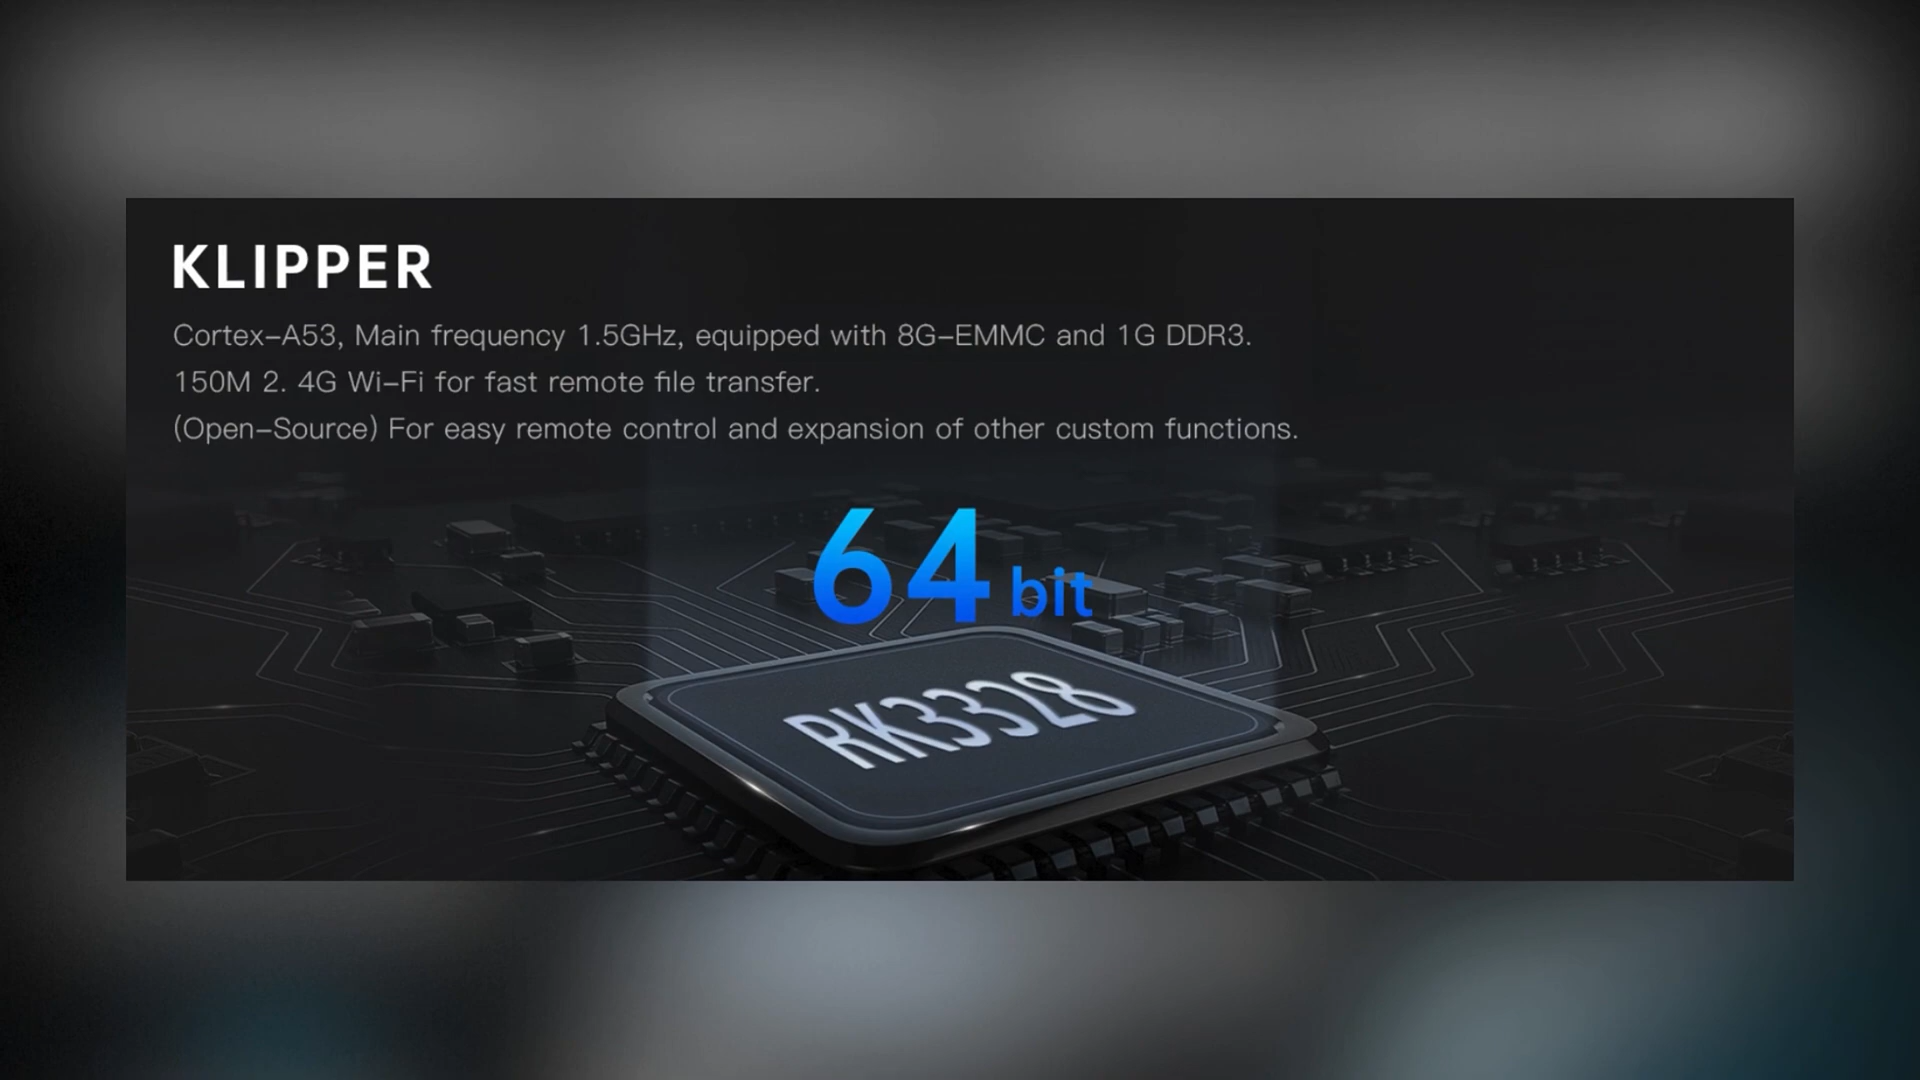 KLIPPER
Cortex-A53, Main frequency 1.5GHz, equipped with 8G-EMMC and 1G DDR3.
150M 2. 4G Wi-Fi for fast remote file transfer.
(Open-Source) For easy remote control and expansion of other custom functions.
64 bit
RK3328